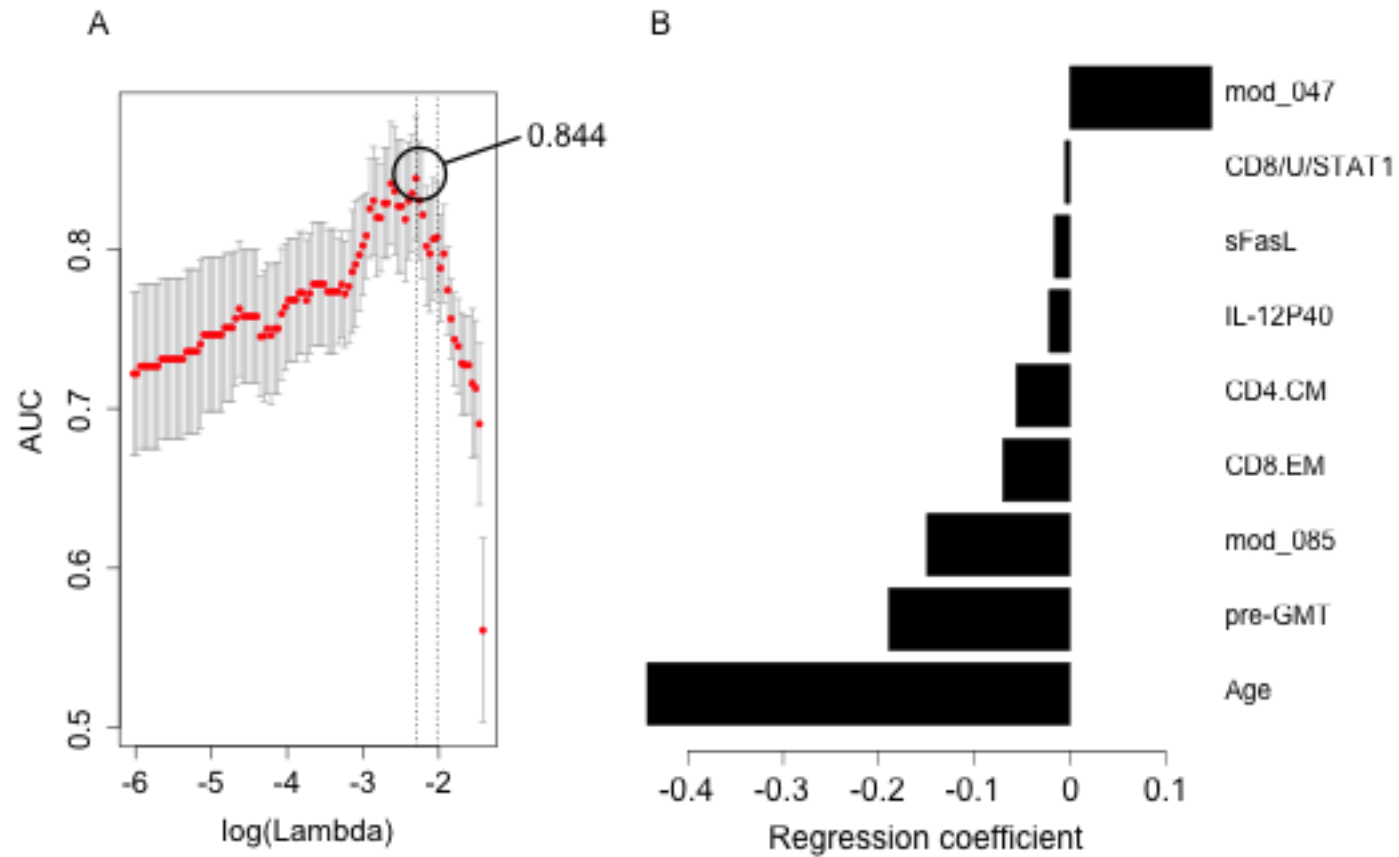 A
0.844
AUC
0.8
0.7
0.6
0.5
-6 -5 -4 -3 -2
log(Lambda)
B
mod_047
CD8/U/STAT1
sFasL
IL-12P40
CD4.CM
CD8.EM
mod_085
pre-GMT
Age
-0.4 -0.3 -0.2 -0.1 0 0.1
Regression coefficient